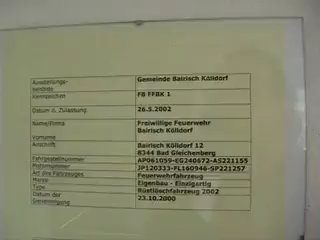 Ausstellungs- Gemeinde Bairisch Kölldorf
behörde
Kennzeichen FB FFBK 1
Datum d. Zulassung 26.5.2002
Name/Firma Freiwillige Feuerwehr
Bairisch Kölldorf
Vorname
Anschrift Bairisch Kölldorf 12
8344 Bad Gleichenberg
Fahrgestellnummer AP061059-EG240672-AS221155
Motornummer JP120333-FL160946-SP221257
Art des Fahrzeuges Feuerwehrfahrzeug
Marke Eigenbau - Einzigartig
Type Rüstlöschfahrzeug 2002
Datum der 23.10.2000
Genehmigung